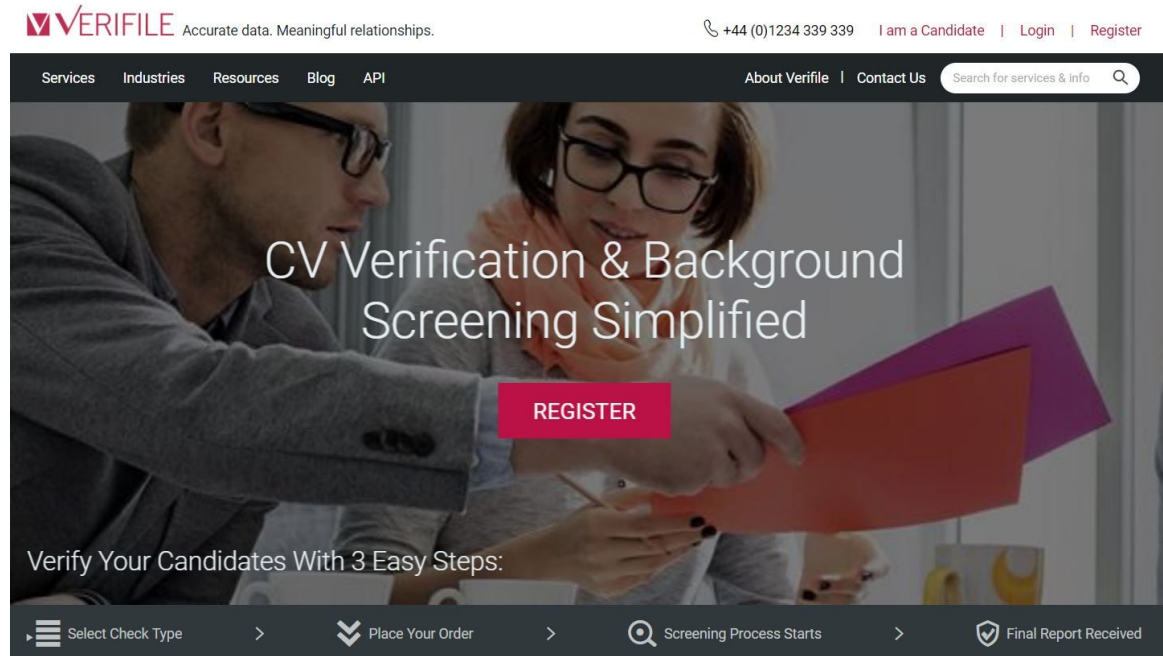 VERIFILE Accurate data. Meaningful relationships.
+44 (0)1234 339 339 I am a Candidate | Login | Register
Services Industries Resources Blog API About Verifile | Contact Us Search for services & info
CV Verification & Background
Screening Simplified
REGISTER
Verify Your Candidates With 3 Easy Steps:
Select Check Type > Place Your Order > Screening Process Starts > Final Report Received